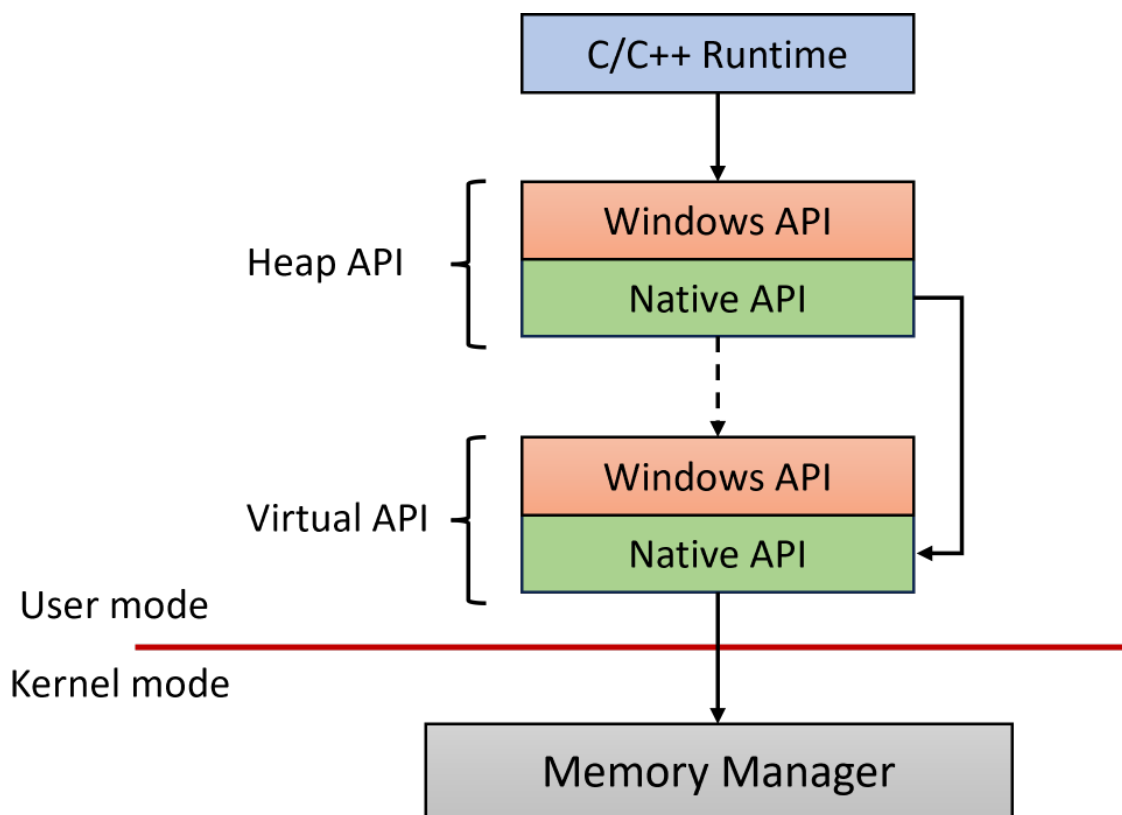 C/C++ Runtime
Windows API
Heap API
Native API
Windows API
Virtual API
Native API
User mode
Kernel mode
Memory Manager